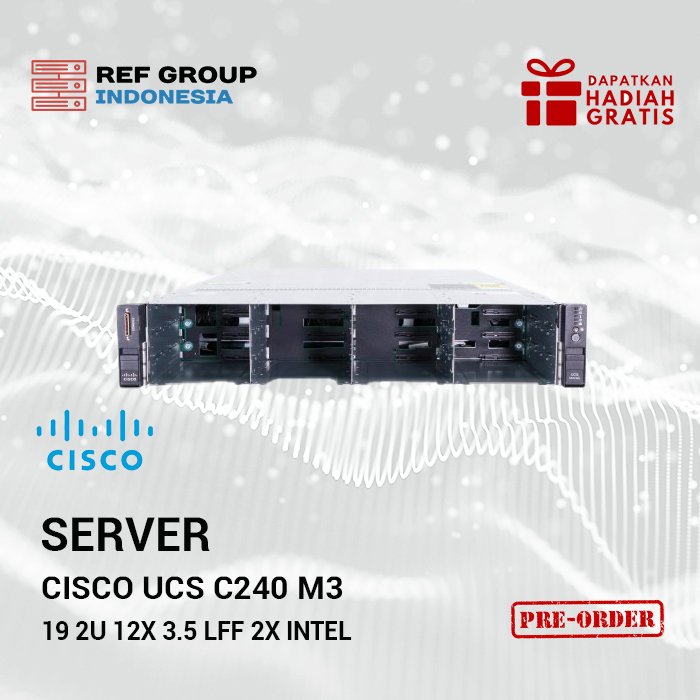 REF GROUP
INDONESIA
DAPATKAN
HADIAH
GRATIS
CISCO
CISCO
SERVER
CISCO UCS C240 M3
19 2U 12X 3.5 LFF 2X INTEL
PRE-ORDER